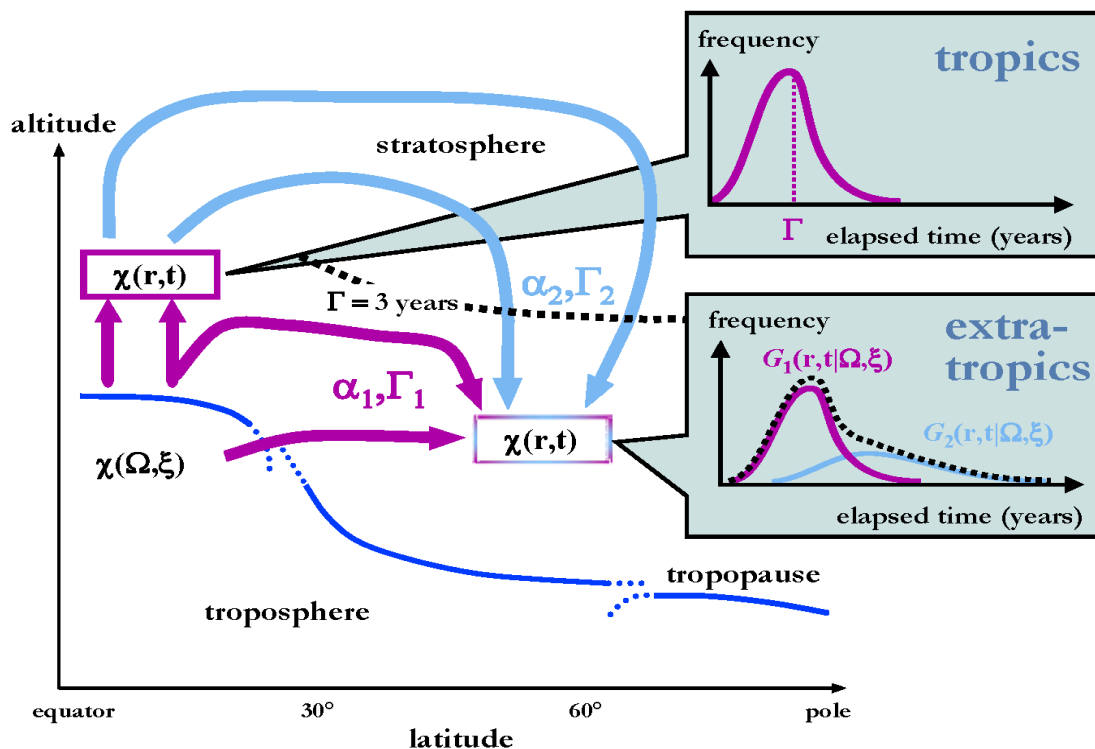 frequency
tropics
altitude
stratosphere
Γ
elapsed time (years)
χ(r,t)
α2,Γ2
Γ = 3 years
frequency
extra-
tropics
G1(r,t|Ω,ξ)
α1,Γ1
G2(r,t|Ω,ξ)
χ(r,t)
χ(Ω,ξ)
elapsed time (years)
tropopause
troposphere
equator
30°
60°
pole
latitude